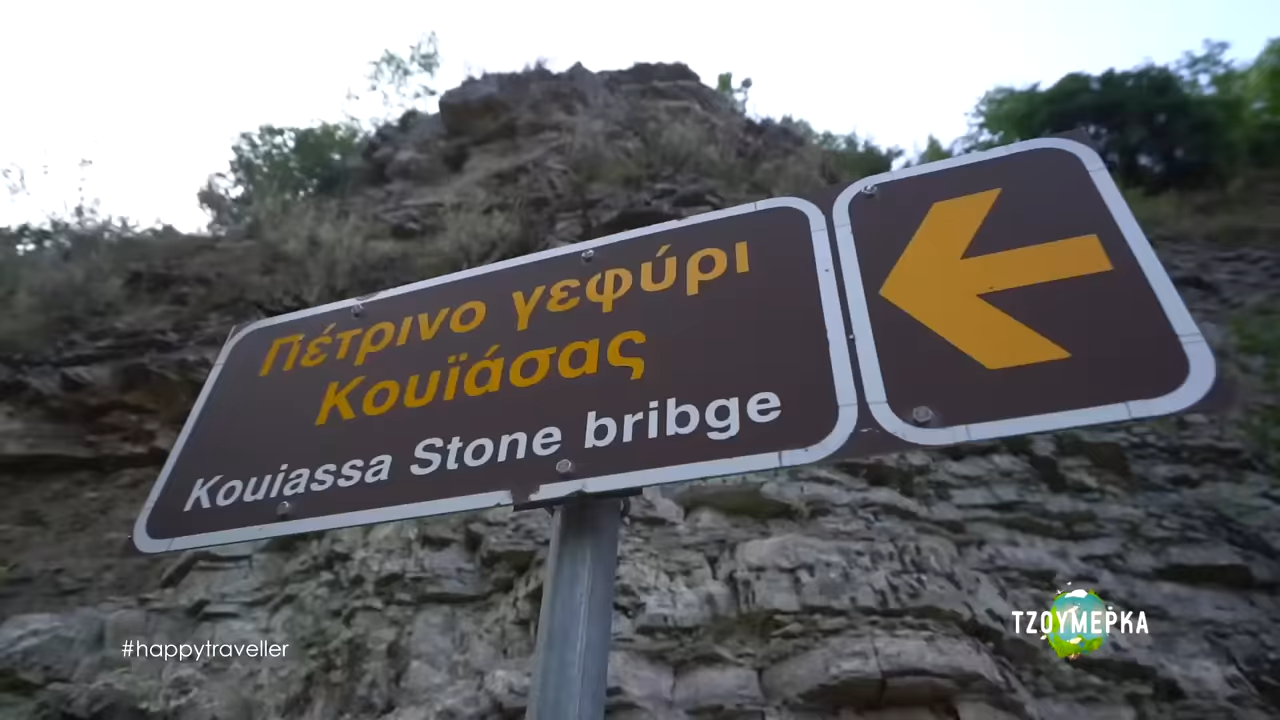 Πέτρινο γεφύρι
Κουϊάσας
Kouiassa Stone bribge
#happytraveller
ΤΖΟΥΜΕΡΚΑ